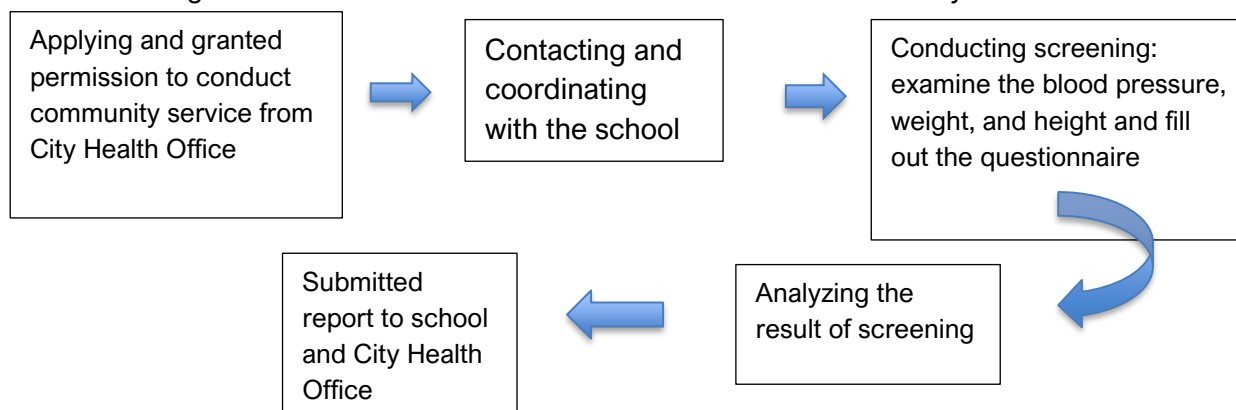 Applying and granted
permission to conduct
community service from
City Health Office
Contacting and
coordinating
with the school
Conducting screening:
examine the blood pressure,
weight, and height and fill
out the questionnaire
Analyzing the
result of screening
Submitted
report to school
and City Health
Office